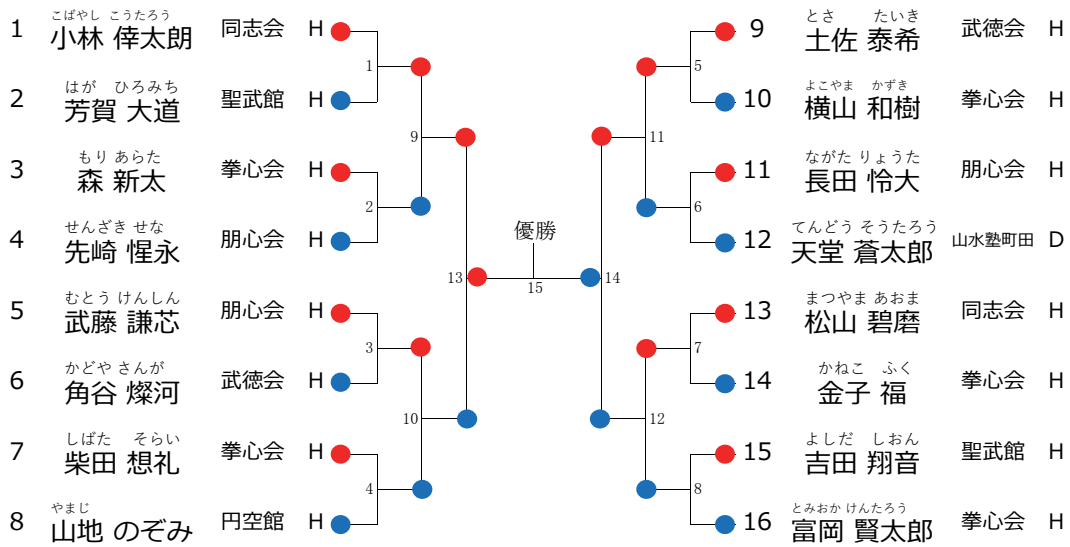 こばやし こうたろう
1 小林 倖太朗 同志会 H
はが ひろみち
2 芳賀 大道 聖武館 H
もり あらた
3 森 新太 拳心会 H
せんざき せな
4 先崎 惺永 朋心会 H
むとう けんしん
5 武藤 謙芯 朋心会 H
かどや さんが
6 角谷 燦河 武徳会 H
しばた そらい
7 柴田 想礼 拳心会 H
やまじ
8 山地 のぞみ 円空館 H
1
2
3
4
9
10
13
優勝
15
14
11
12
5
6
7
8
とさ たいき
9 土佐 泰希 武徳会 H
よこやま かずき
10 横山 和樹 拳心会 H
ながた りょうた
11 長田 怜大 朋心会 H
てんどう そうたろう
12 天堂 蒼太郎 山水塾町田 D
まつやま あおま
13 松山 碧磨 同志会 H
かねこ ふく
14 金子 福 拳心会 H
よしだ しおん
15 吉田 翔音 聖武館 H
とみおか けんたろう
16 富岡 賢太郎 拳心会 H